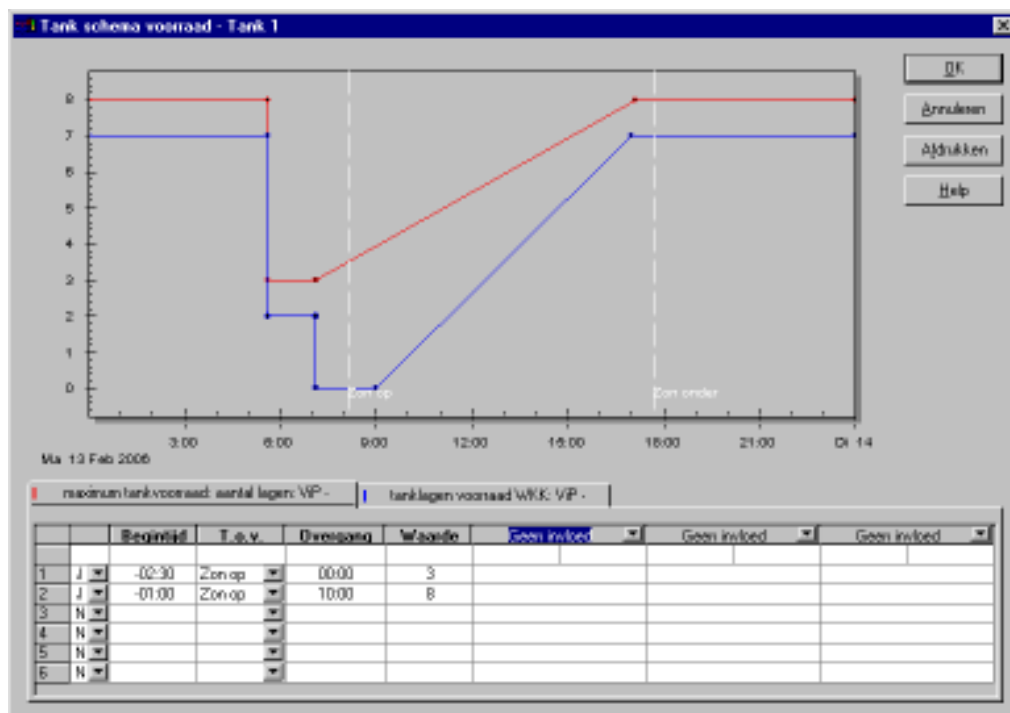 Tank schema voorraad - Tank 1
OK
Annuleren
Afdrukken
Help
8
7
6
5
4
3
2
1
0
Zon op
Zon onder
3:00
6:00
9:00
12:00
15:00
18:00
21:00
Di 14
Ma 13 Feb 2006
maximum tankvoorraad: aantal lagen: ViP -
tanklagen voorraad WKK: ViP -
Begintijd T.o.v. Overgang Waarde Geen invloed Geen invloed Geen invloed
1 J -02:30 Zon op 00:00 3
2 J -01:00 Zon op 10:00 8
3 N
4 N
5 N
6 N